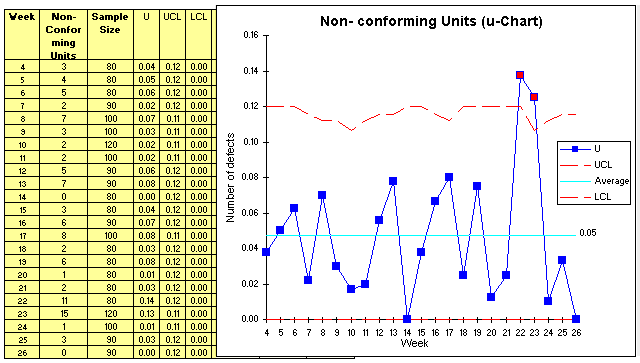 Week Non-Conforming Units Sample Size U UCL LCL
4 3 80 0.04 0.12 0.00
5 4 80 0.05 0.12 0.00
6 5 80 0.06 0.12 0.00
7 2 90 0.02 0.12 0.00
8 7 100 0.07 0.11 0.00
9 3 100 0.03 0.11 0.00
10 2 120 0.02 0.11 0.00
11 2 100 0.02 0.11 0.00
12 5 90 0.06 0.12 0.00
13 7 90 0.08 0.12 0.00
14 0 80 0.00 0.12 0.00
15 3 80 0.04 0.12 0.00
16 6 90 0.07 0.12 0.00
17 8 100 0.08 0.11 0.00
18 2 80 0.03 0.12 0.00
19 6 80 0.08 0.12 0.00
20 1 80 0.01 0.12 0.00
21 2 80 0.03 0.12 0.00
22 11 80 0.14 0.12 0.00
23 15 120 0.13 0.11 0.00
24 1 100 0.01 0.11 0.00
25 3 90 0.03 0.12 0.00
26 0 90 0.00 0.12 0.00
Non- conforming Units (u-Chart)
Number of defects
0.16
0.14
0.12
0.10
0.08
0.06
0.04
0.02
0.00
4 5 6 7 8 9 10 11 12 13 14 15 16 17 18 19 20 21 22 23 24 25 26
Week
0.05
U
UCL
Average
LCL